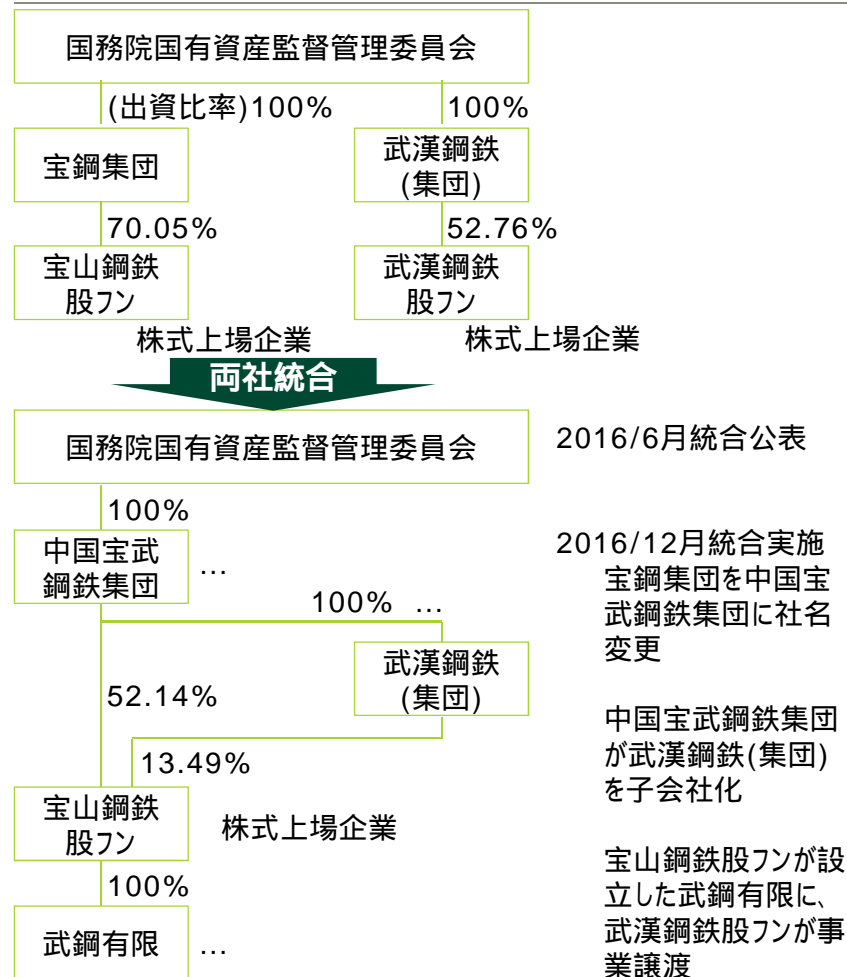 国務院国有資産監督管理委員会
(出資比率)100%
100%
宝鋼集団
武漢鋼鉄
(集団)
70.05%
52.76%
宝山鋼鉄
股フン
武漢鋼鉄
股フン
株式上場企業
株式上場企業
両社統合
国務院国有資産監督管理委員会
2016/6月統合公表
100%
中国宝武
鋼鉄集団
…
2016/12月統合実施
宝鋼集団を中国宝
武鋼鉄集団に社名
変更
100% …
武漢鋼鉄
(集団)
52.14%
中国宝武鋼鉄集団
が武漢鋼鉄(集団)
を子会社化
13.49%
宝山鋼鉄
股フン
株式上場企業
100%
武鋼有限
…
宝山鋼鉄股フンが設
立した武鋼有限に、
武漢鋼鉄股フンが事
業譲渡